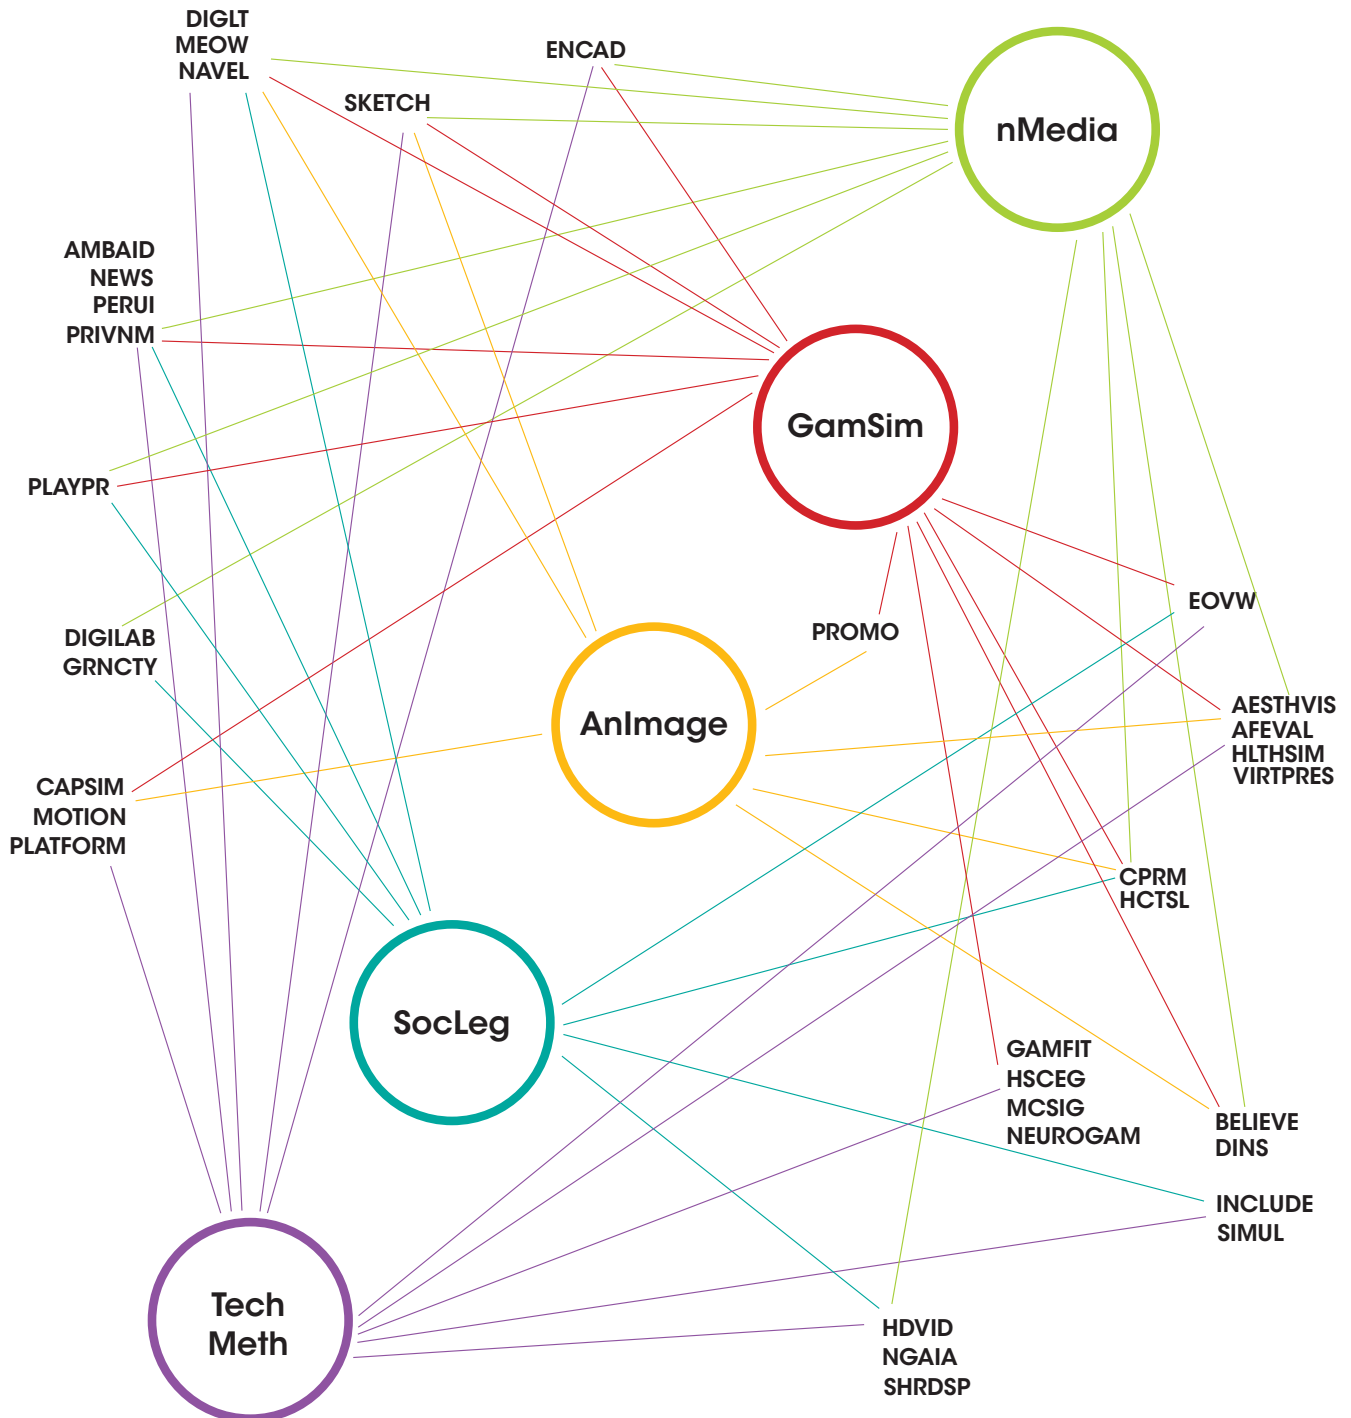 DIGLT
MEOW
NAVEL
ENCAD
SKETCH
nMedia
AMBAID
NEWS
PERUI
PRIVNM
GamSim
PLAYPR
EOVW
PROMO
DIGILAB
GRNCTY
AnImage
AESTHVIS
AFEVAL
HLTHSIM
VIRTPRES
CAPSIM
MOTION
PLATFORM
CPRM
HCTSL
SocLeg
GAMFIT
HSCEG
MCSIG
NEUROGAM
BELIEVE
DINS
INCLUDE
SIMUL
Tech
Meth
HDVID
NGAIA
SHRDSP